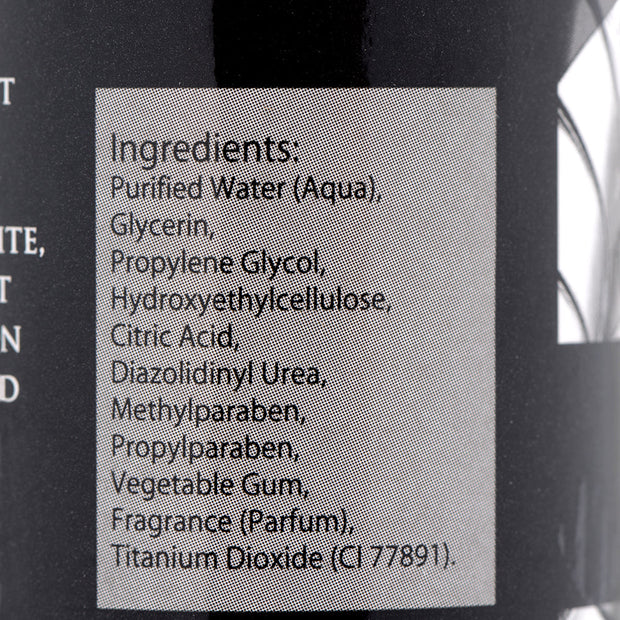 T
ITE,
T
N
D
Ingredients:
Purified Water (Aqua),
Glycerin,
Propylene Glycol,
Hydroxyethylcellulose,
Citric Acid,
Diazolidinyl Urea,
Methylparaben,
Propylparaben,
Vegetable Gum,
Fragrance (Parfum),
Titanium Dioxide (CI 77891).